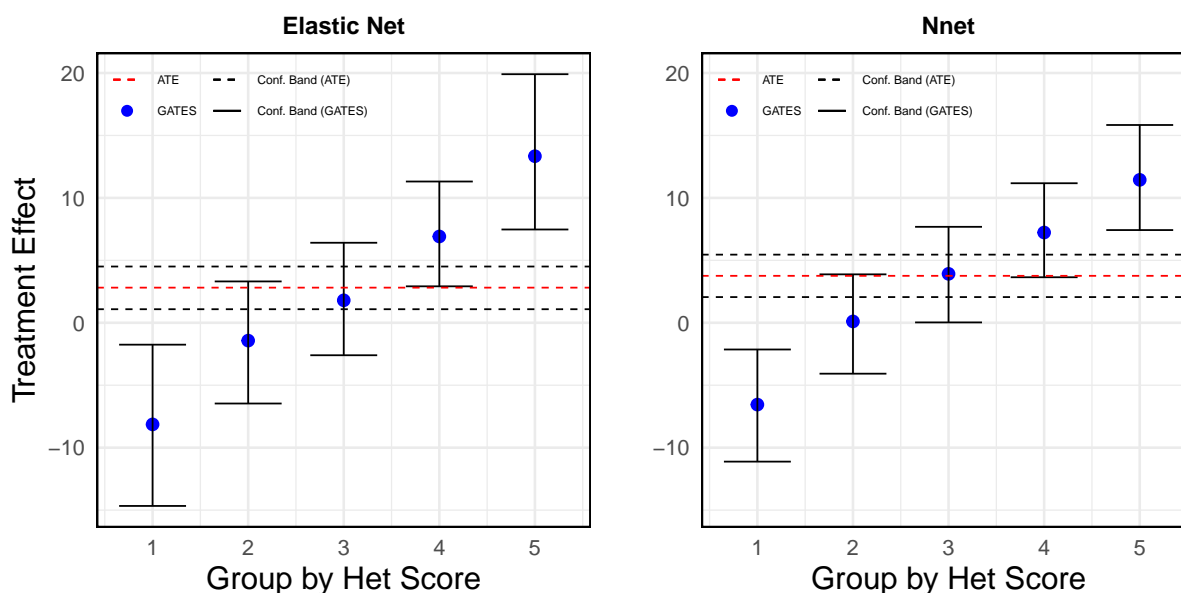 Elastic Net
Nnet
Treatment Effect
20
10
0
−10
ATE
Conf. Band (ATE)
GATES
Conf. Band (GATES)
1 2 3 4 5
Group by Het Score
20
10
0
−10
ATE
Conf. Band (ATE)
GATES
Conf. Band (GATES)
1 2 3 4 5
Group by Het Score